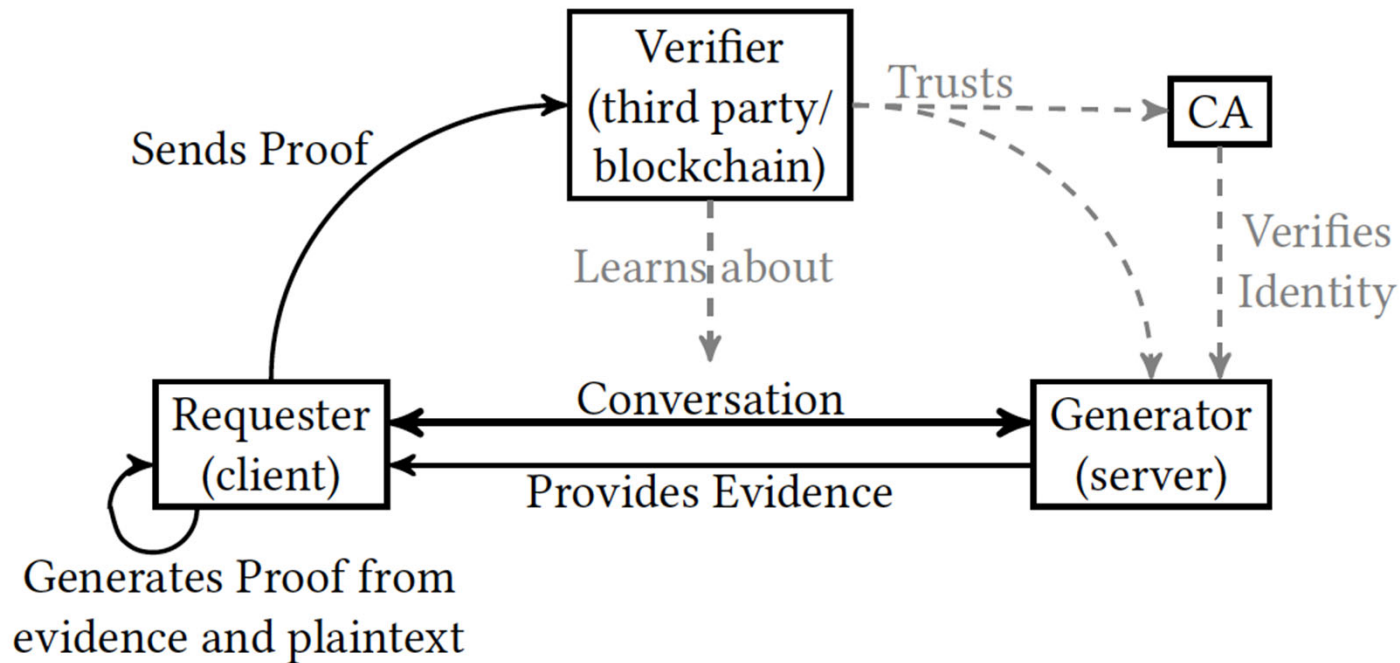 Verifier
(third party/
blockchain)
Trusts
CA
Sends Proof
Verifies
Identity
Learns about
Requester
(client)
Conversation
Provides Evidence
Generator
(server)
Generates Proof from
evidence and plaintext